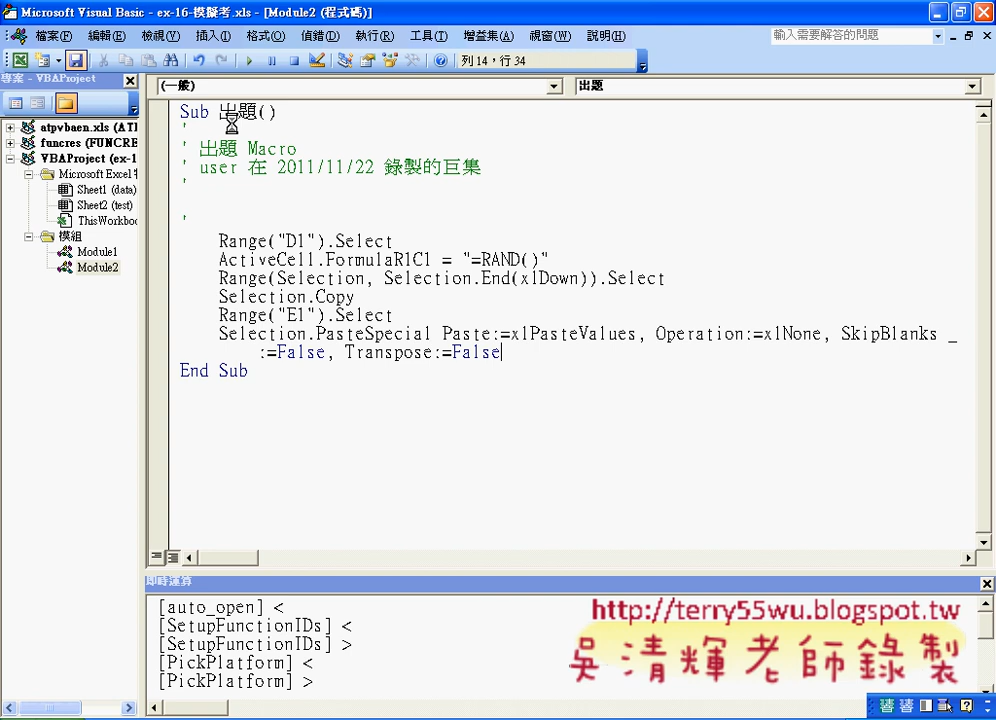 Microsoft Visual Basic - ex-16-模擬考.xls - [Module2 (程式碼)]
檔案(F) 編輯(E) 檢視(V) 插入(I) 格式(O) 偵錯(D) 執行(R) 工具(T) 增益集(A) 視窗(W) 說明(H) 輸入需要解答的問題
列 14，行 34
專案 - VBAProject
(一般) 出題
atpvbaen.xls (ATI
funcres (FUNCRE
VBAProject (ex-1
Microsoft Excel
Sheet1 (data)
Sheet2 (test)
ThisWorkboo
模組
Module1
Module2
Sub 出題()
'
' 出題 Macro
' user 在 2011/11/22 錄製的巨集
'
'
Range("D1").Select
ActiveCell.FormulaR1C1 = "=RAND()"
Range(Selection, Selection.End(xlDown)).Select
Selection.Copy
Range("E1").Select
Selection.PasteSpecial Paste:=xlPasteValues, Operation:=xlNone, SkipBlanks _
:=False, Transpose:=False
End Sub
即時運算
[auto_open] <
[SetupFunctionIDs] <
[SetupFunctionIDs] >
[PickPlatform] <
[PickPlatform] >
http://terry55wu.blogspot.tw
吳清輝老師錄製